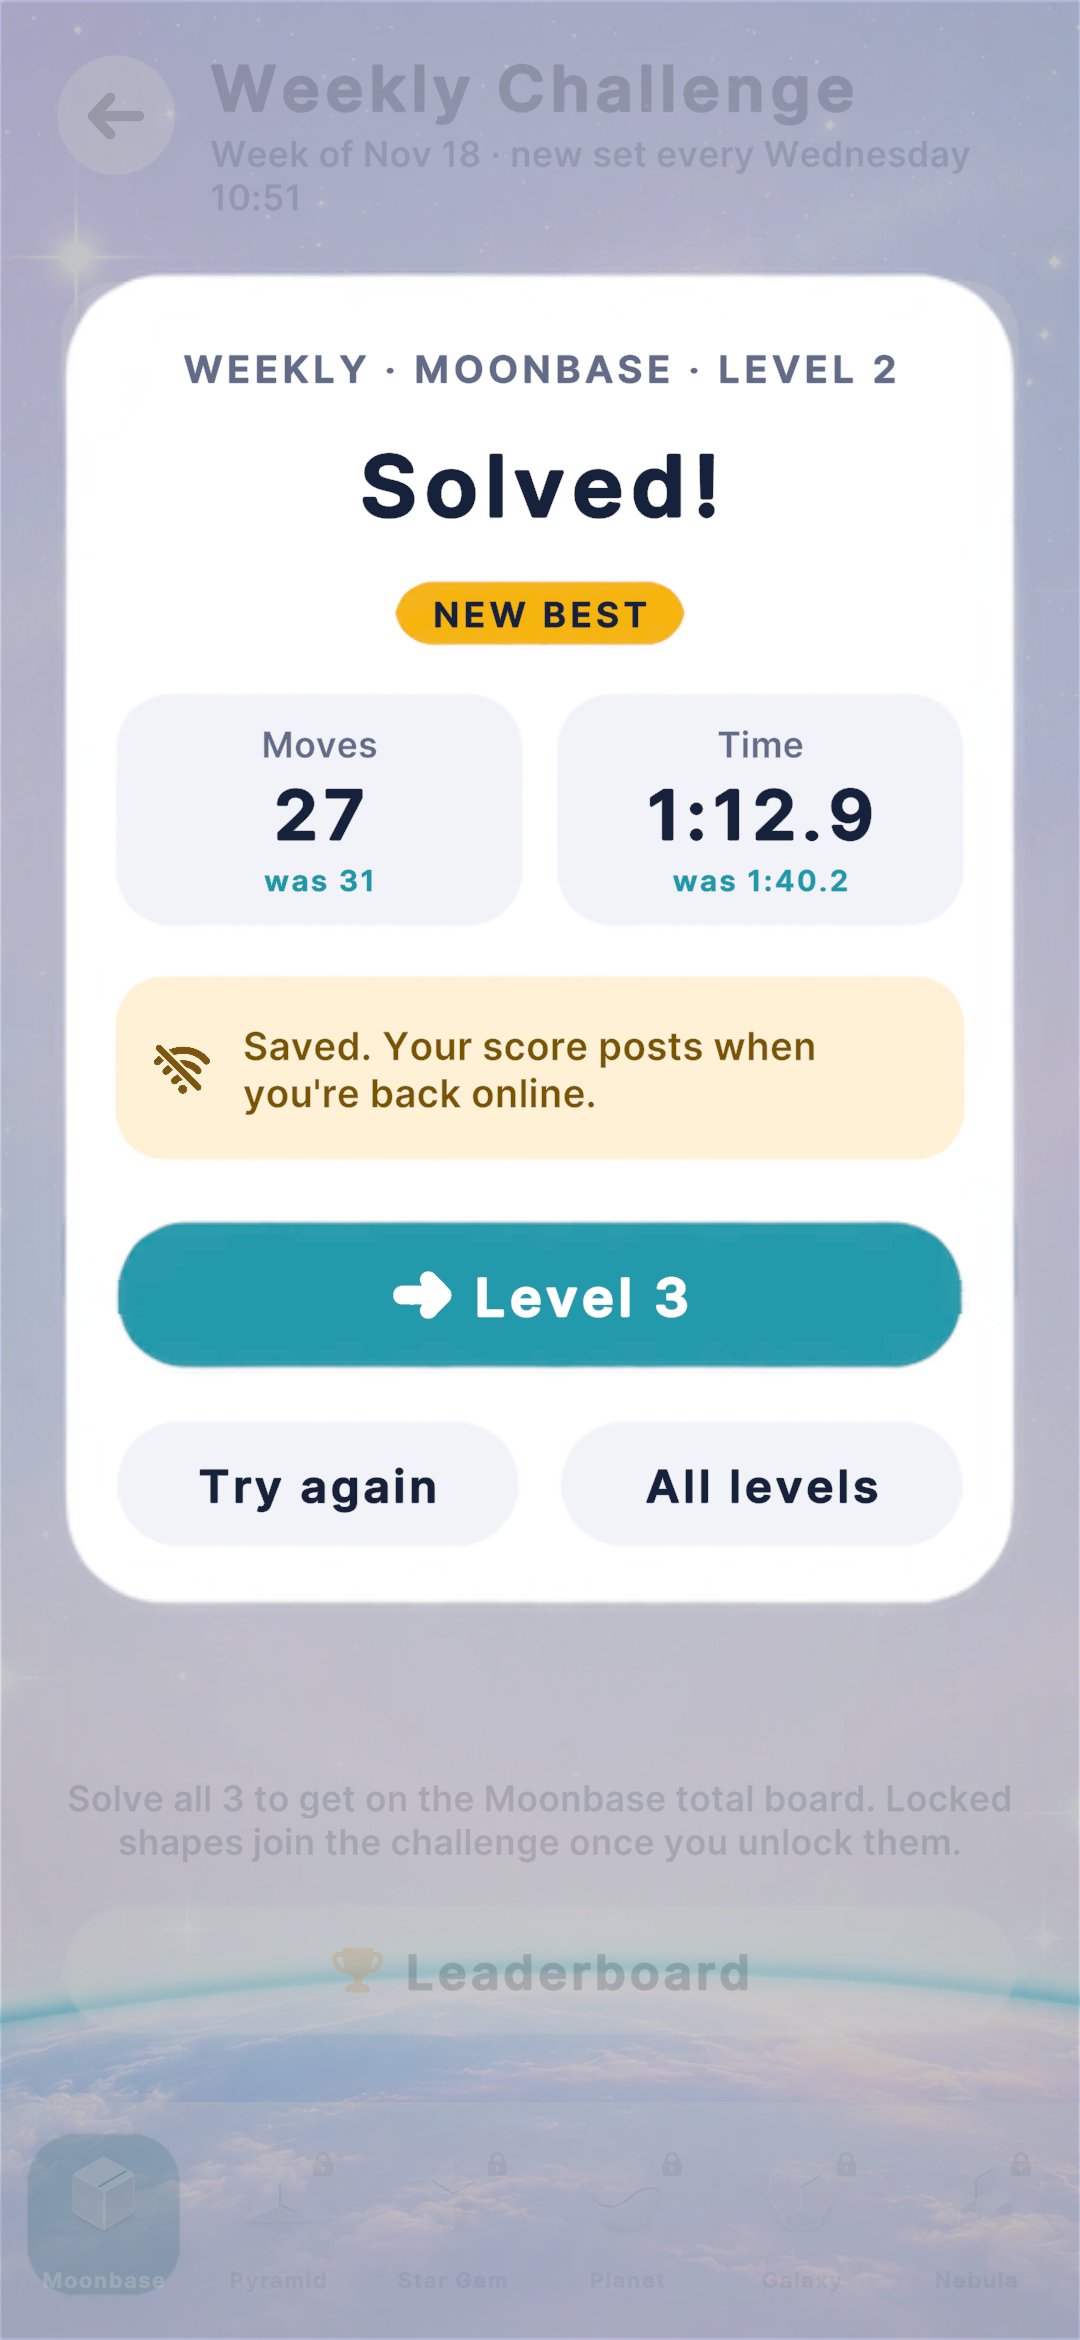 Weekly Challenge
Week of Nov 18 · new set every Wednesday
10:51
WEEKLY · MOONBASE · LEVEL 2
Solved!
NEW BEST
Moves
27
was 31
Time
1:12.9
was 1:40.2
Saved. Your score posts when
you're back online.
Level 3
Try again
All levels
Solve all 3 to get on the Moonbase total board. Locked
shapes join the challenge once you unlock them.
Leaderboard
Moonbase
Pyramid
Star Gem
Planet
Galaxy
Nebula